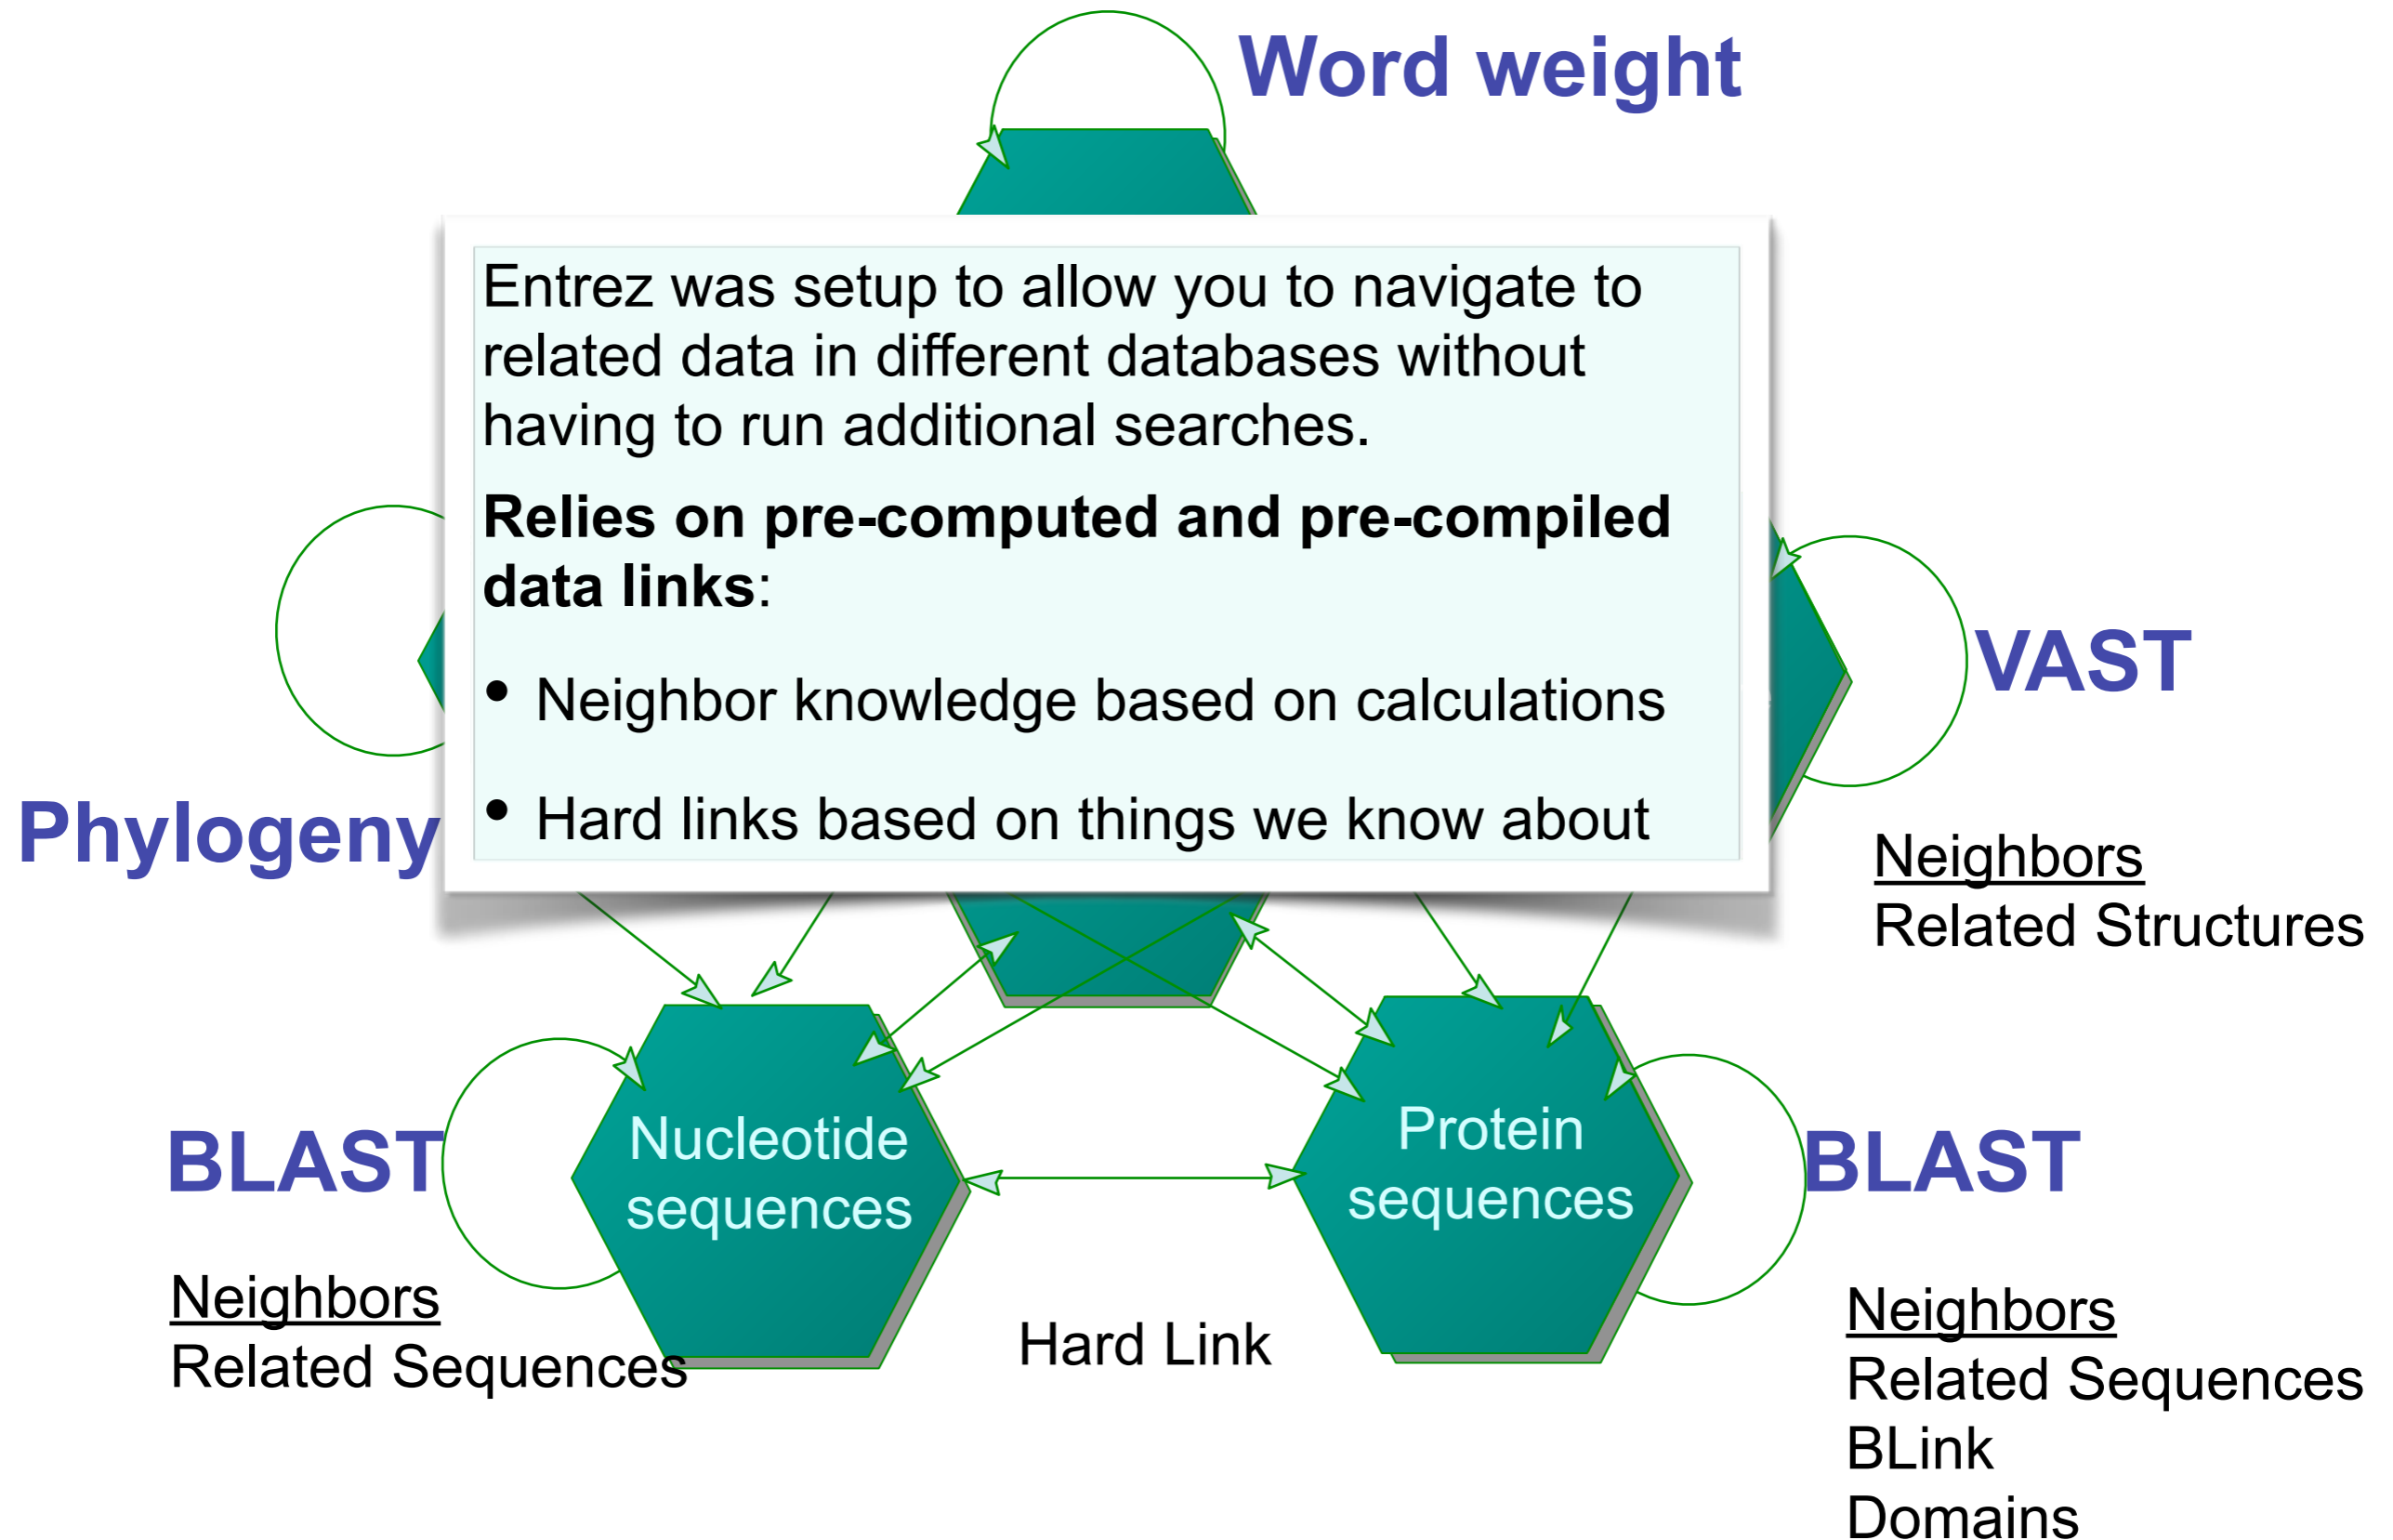 Word weight
Entrez was setup to allow you to navigate to
related data in different databases without
having to run additional searches.
Relies on pre-computed and pre-compiled
data links:
• Neighbor knowledge based on calculations
• Hard links based on things we know about
VAST
Phylogeny
Neighbors
Related Structures
BLAST
Nucleotide
sequences
Protein
sequences
BLAST
Neighbors
Related Sequences
Hard Link
Neighbors
Related Sequences
BLink
Domains